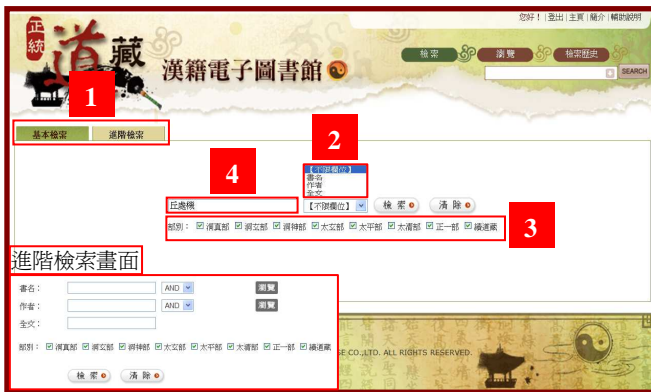 您好！ | 登出 | 主頁 | 簡介 | 輔助說明
正統
道藏
漢籍電子圖書館
檢索
瀏覽
檢索歷史
SEARCH
1
基本檢索
進階檢索
2
【不限欄位】
書名
作者
全文
4
丘處機
【不限欄位】
檢索
清除
部別： 洞真部 洞玄部 洞神部 太玄部 太平部 太清部 正一部 續道藏
3
進階檢索畫面
書名： AND 瀏覽
作者： AND 瀏覽
全文：
部別： 洞真部 洞玄部 洞神部 太玄部 太平部 太清部 正一部 續道藏
檢索
清除
SE CO.,LTD. ALL RIGHTS RESERVED.